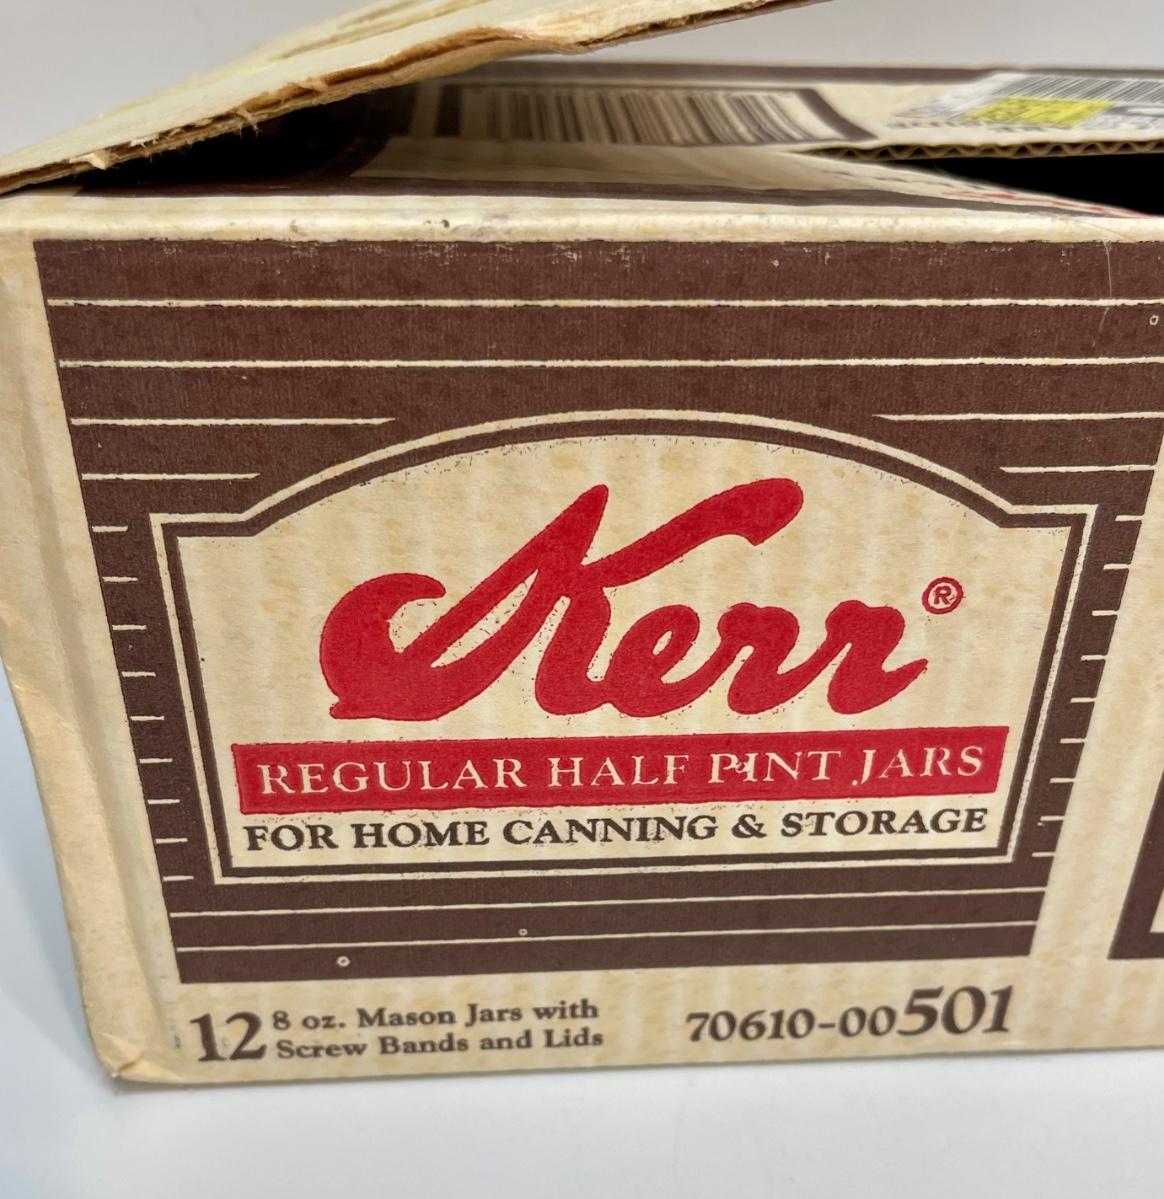 Kerr®
REGULAR HALF PINT JARS
FOR HOME CANNING & STORAGE
12 8 oz. Mason Jars with
Screw Bands and Lids
70610-00501